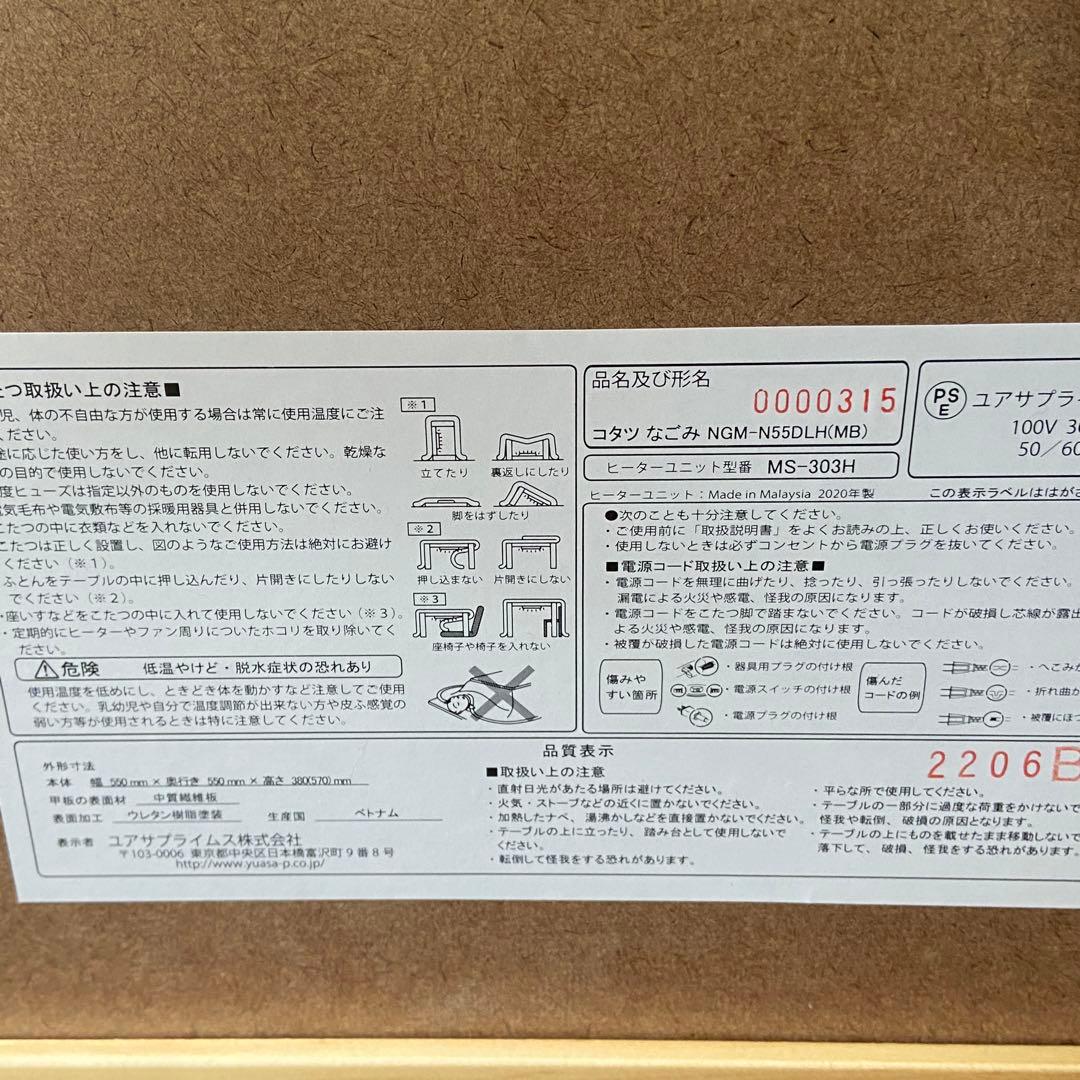 つ取扱い上の注意■
児、体の不自由な方が使用する場合は常に使用温度にご注
ださい。
途に応じた使い方をし、他に転用しないでください。乾燥な
の目的で使用しないでください。
度ヒューズは指定以外のものを使用しないでください。
気毛布や電気敷布等の採暖用器具と併用しないでください。
こたつの中に衣類などを入れないでください。
こたつは正しく設置し、図のようなご使用方法は絶対にお避け
ください（※1）。
ふとんをテーブルの中に押し込んだり、片開きにしたりしない
でください（※2）。
・座いすなどをこたつの中に入れて使用しないでください（※3）。
・定期的にヒーターやファン周りについたホコリを取り除いてく
ださい。
※1
立てたり
裏返しにしたり
脚をはずしたり
※2
押し込まない
片開きにしない
※3
座椅子や椅子を入れない
危険 低温やけど・脱水症状の恐れあり
使用温度を低めにし、ときどき体を動かすなど注意してご使用
ください。乳幼児や自分で温度調節が出来ない方や皮ふ感覚の
弱い方等が使用されるときは特に注意してください。
品名及び形名
0000315
コタツ なごみ NGM-N55DLH(MB)
ヒーターユニット型番 MS-303H
ヒーターユニット：Made in Malaysia 2020年製
PSE
ユアサプラ
100V 3
50／60
この表示ラベルははが
●次のことも十分注意してください。
・ご使用前に「取扱説明書」をよくお読みの上、正しくお使いください。
・使用しないときは必ずコンセントから電源プラグを抜いてください。
■電源コード取扱い上の注意■
・電源コードを無理に曲げたり、捻ったり、引っ張ったりしないでください。
漏電による火災や感電、怪我の原因になります。
・電源コードをこたつ脚で踏まないでください。コードが破損し芯線が露出
よる火災や感電、怪我の原因になります。
・被覆が破損した電源コードは絶対に使用しないでください。
傷みや
すい箇所
・器具用プラグの付け根
・電源スイッチの付け根
・電源プラグの付け根
傷んだ
コードの例
・へこみ
・折れ曲が
・被覆にほつ
品質表示
2206B
外形寸法
本体 幅 550mm × 奥行き 550mm × 高さ 380(570)mm
甲板の表面材 中質繊維板
表面加工 ウレタン樹脂塗装 生産国 ベトナム
表示者 ユアサプライムス株式会社
〒103-0006 東京都中央区日本橋富沢町9番8号
http://www.yuasa-p.co.jp/
■取扱い上の注意
・直射日光があたる場所は避けてください。
・火気・ストーブなどの近くに置かないでください。
・加熱したナベ、湯沸かしなどを直接置かないでください。
・テーブルの上に立ったり、踏み台として使用しないで
ください。
・転倒して怪我をする恐れがあります。
・平らな所で使用してください。
・テーブルの一部分に過度な荷重をかけないで
怪我や転倒、破損の原因となります。
・テーブルの上にものを載せたまま移動しないで
落下して、破損、怪我をする恐れがあります。